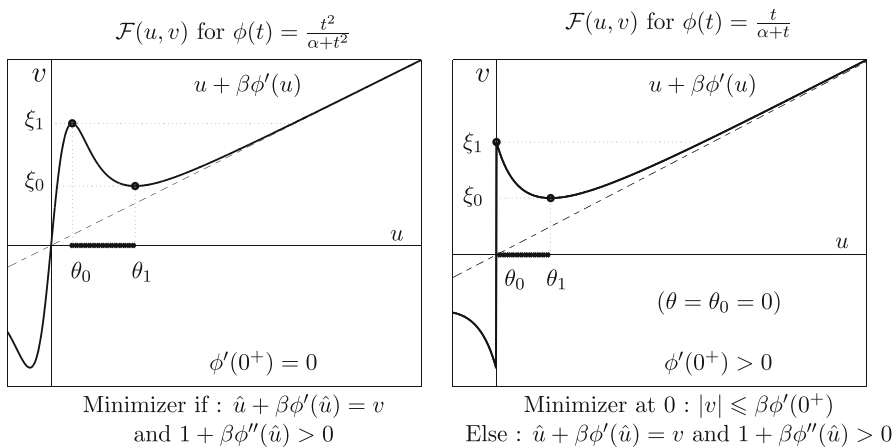 𝓕(u, v) for ϕ(t) = t²/(α+t²)
v
u + βϕ′(u)
ξ₁
ξ₀
u
θ₀ θ₁
ϕ′(0⁺) = 0
Minimizer if : û + βϕ′(û) = v
and 1 + βϕ″(û) > 0
𝓕(u, v) for ϕ(t) = t/(α+t)
v
u + βϕ′(u)
ξ₁
ξ₀
u
θ₀ θ₁
(θ = θ₀ = 0)
ϕ′(0⁺) > 0
Minimizer at 0 : |v| ⩽ βϕ′(0⁺)
Else : û + βϕ′(û) = v and 1 + βϕ″(û) > 0